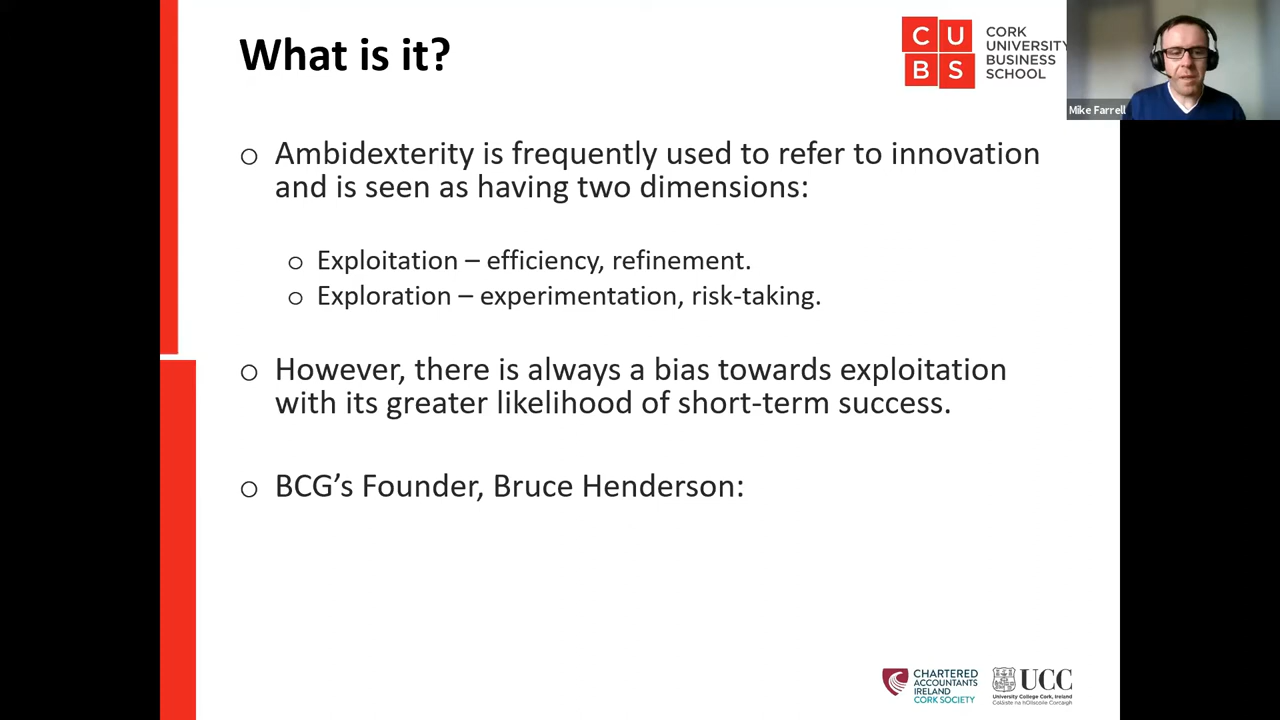 What is it?
C U
B S
CORK
UNIVERSITY
BUSINESS
SCHOOL
Mike Farrell
o Ambidexterity is frequently used to refer to innovation
and is seen as having two dimensions:
o Exploitation – efficiency, refinement.
o Exploration – experimentation, risk-taking.
o However, there is always a bias towards exploitation
with its greater likelihood of short-term success.
o BCG’s Founder, Bruce Henderson:
CHARTERED
ACCOUNTANTS
IRELAND
CORK SOCIETY
UCC
University College Cork, Ireland
Coláiste na hOllscoile Corcaigh